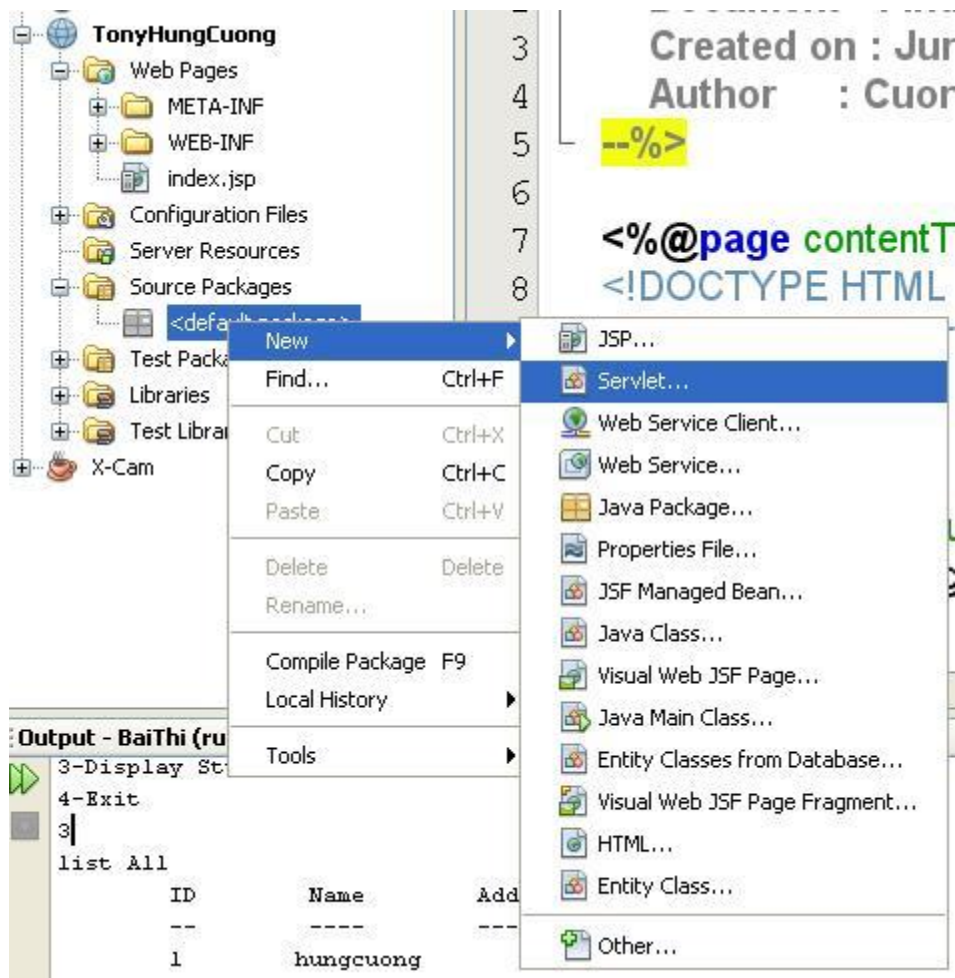 TonyHungCuong
Web Pages
META-INF
WEB-INF
index.jsp
Configuration Files
Server Resources
Source Packages
Test
Libraries
Test
X-Cam
3 Created on :
4 Author :
5 --%>
6
7 <%@page
8 <!DOCTYPE HTML
New
Find... Ctrl+F
Cut Ctrl+X
Copy Ctrl+C
Paste Ctrl+V
Delete Delete
Rename...
Compile Package F9
Local History
Tools
JSP...
Servlet...
Web Service Client...
Web Service...
Java Package...
Properties File...
JSF Managed Bean...
Java Class...
Visual Web JSF Page...
Java Main Class...
Entity Classes from Database...
Visual Web JSF Page Fragment...
HTML...
Entity Class...
Other...
Output - BaiThi
3-Display
4-Exit
3
list All
ID Name Add
-- ---- ---
1 hungcuong